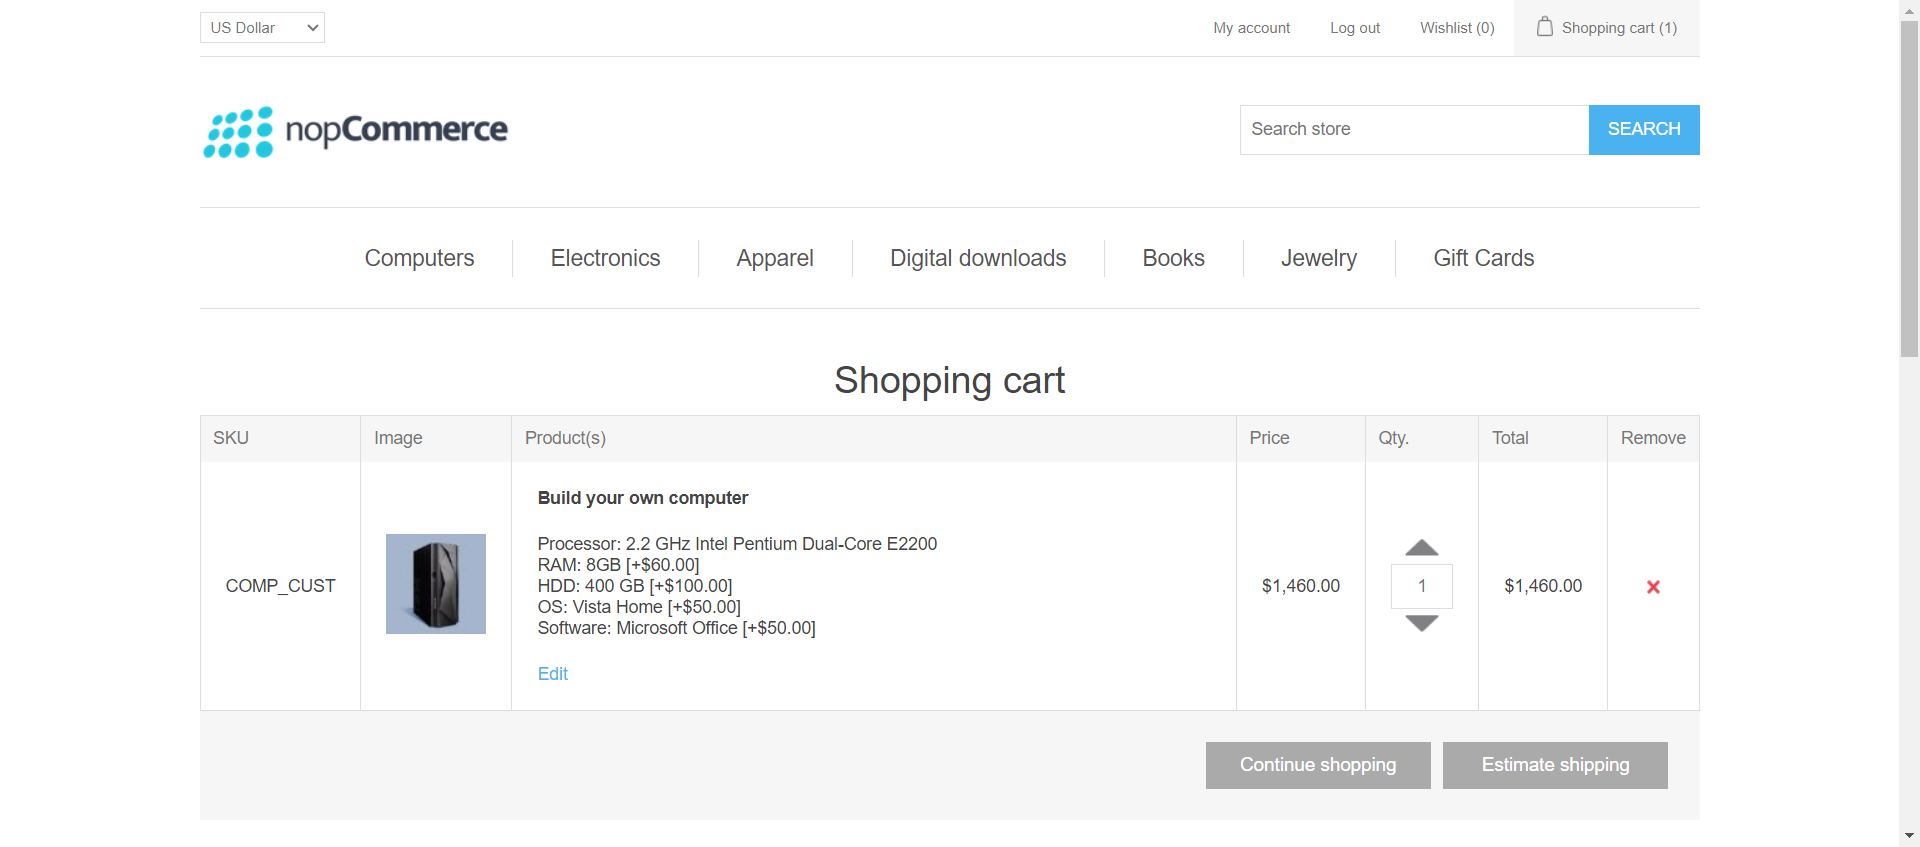 US Dollar
My account
Log out
Wishlist (0)
Shopping cart (1)
nopCommerce
Search store
SEARCH
Computers
Electronics
Apparel
Digital downloads
Books
Jewelry
Gift Cards
Shopping cart
SKU
Image
Product(s)
Price
Qty.
Total
Remove
COMP_CUST
Build your own computer
Processor: 2.2 GHz Intel Pentium Dual-Core E2200
RAM: 8GB [+$60.00]
HDD: 400 GB [+$100.00]
OS: Vista Home [+$50.00]
Software: Microsoft Office [+$50.00]
Edit
$1,460.00
1
$1,460.00
Continue shopping
Estimate shipping